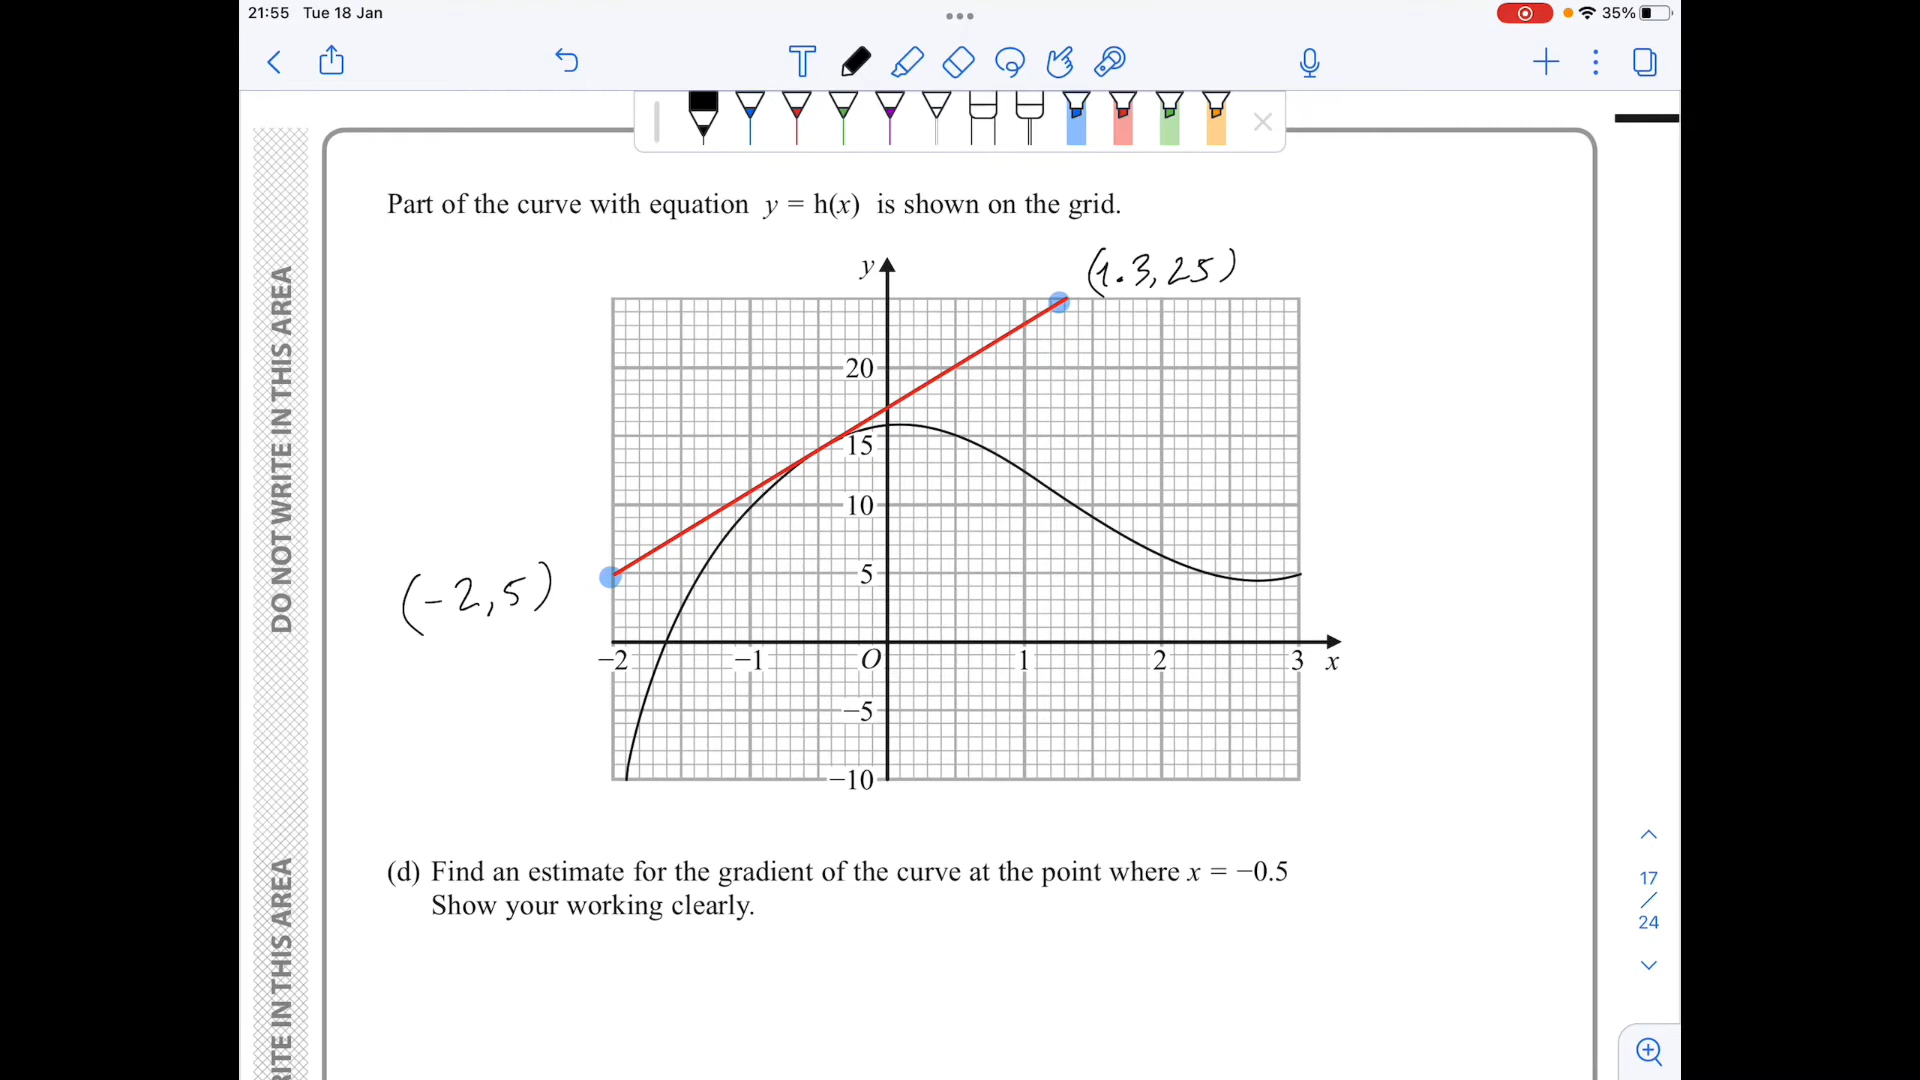 21:55 Tue 18 Jan
35%
T
DO NOT WRITE IN THIS AREA
Part of the curve with equation y = h(x) is shown on the grid.
(1.3, 25)
y
20
15
10
5
(-2, 5)
−2 −1 O 1 2 3 x
−5
−10
(d) Find an estimate for the gradient of the curve at the point where x = −0.5
Show your working clearly.
17
/
24
RITE IN THIS AREA